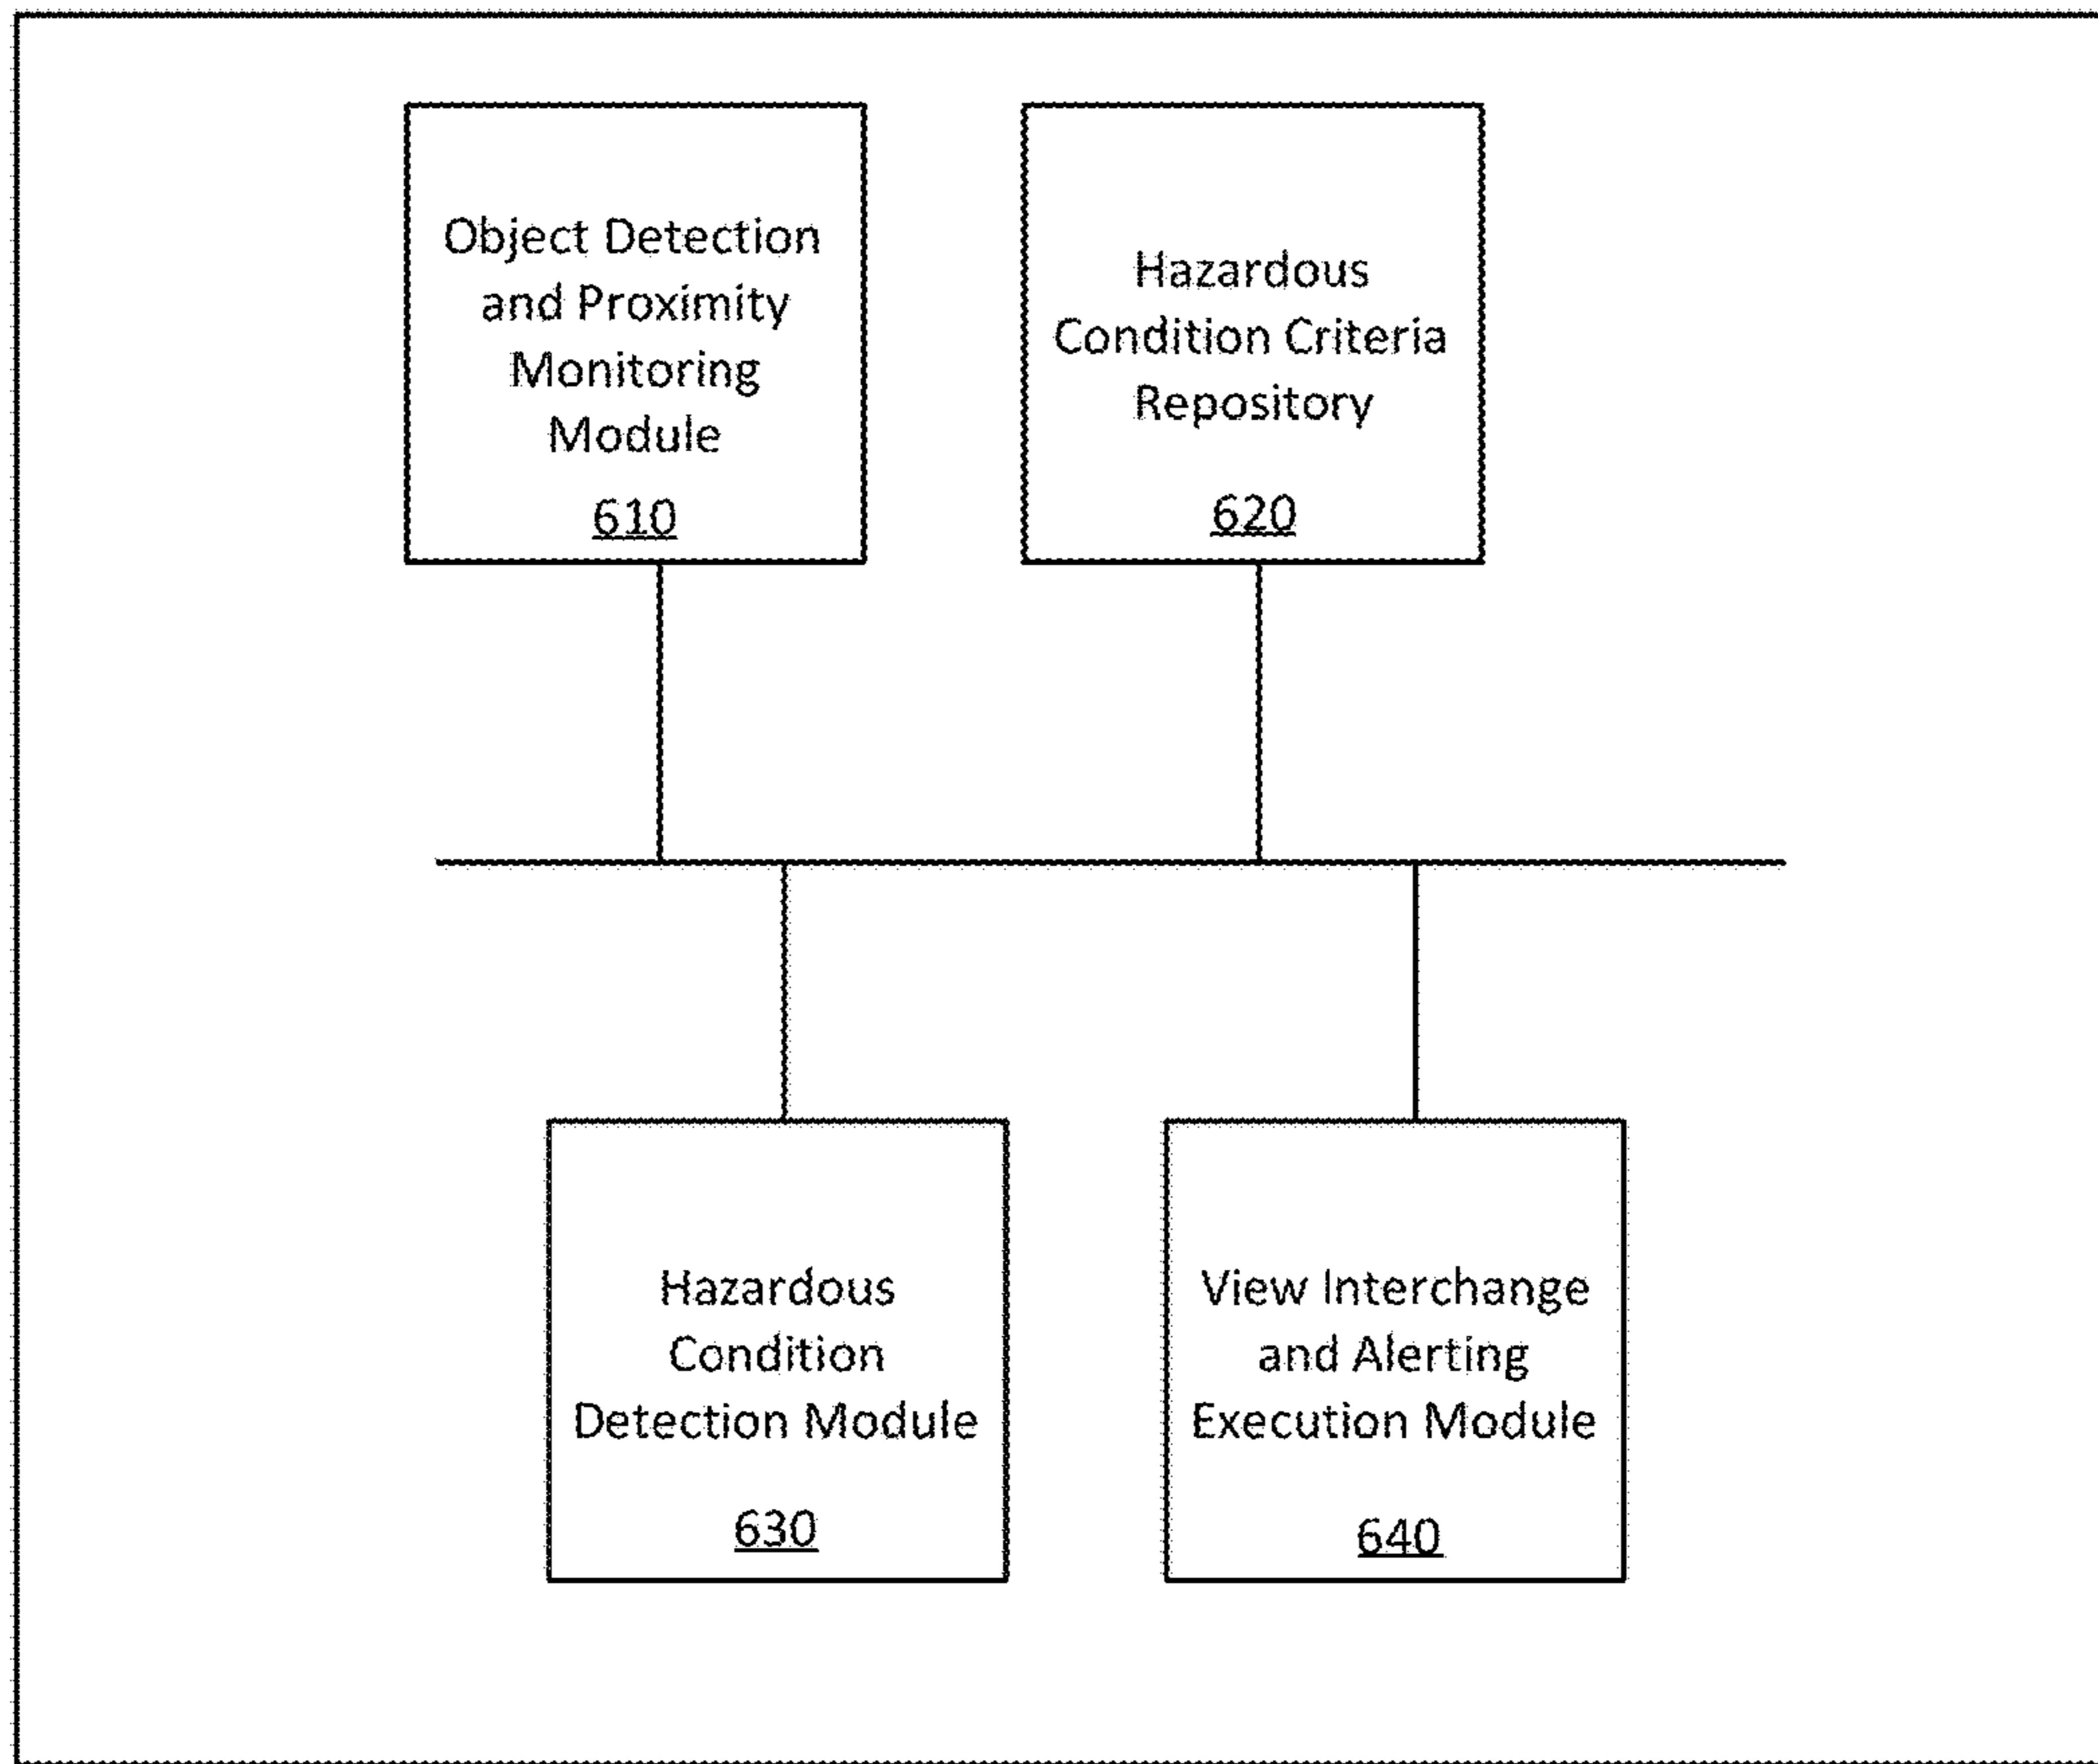 Object Detection
and Proximity
Monitoring
Module
610
Hazardous
Condition Criteria
Repository
620
Hazardous
Condition
Detection Module
630
View Interchange
and Alerting
Execution Module
640